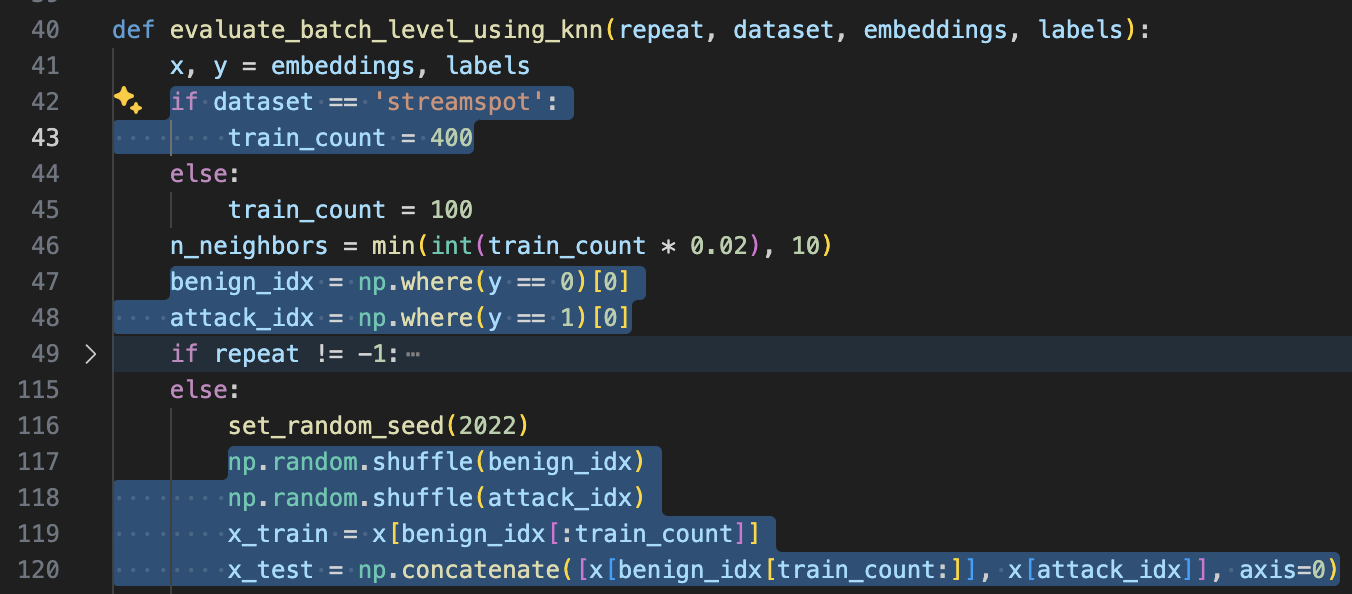 40 def evaluate_batch_level_using_knn(repeat, dataset, embeddings, labels):
41     x, y = embeddings, labels
42     if dataset == 'streamspot':
43         train_count = 400
44     else:
45         train_count = 100
46     n_neighbors = min(int(train_count * 0.02), 10)
47     benign_idx = np.where(y == 0)[0]
48     attack_idx = np.where(y == 1)[0]
49     if repeat != -1:⋯
115     else:
116         set_random_seed(2022)
117         np.random.shuffle(benign_idx)
118         np.random.shuffle(attack_idx)
119         x_train = x[benign_idx[:train_count]]
120         x_test = np.concatenate([x[benign_idx[train_count:]], x[attack_idx]], axis=0)